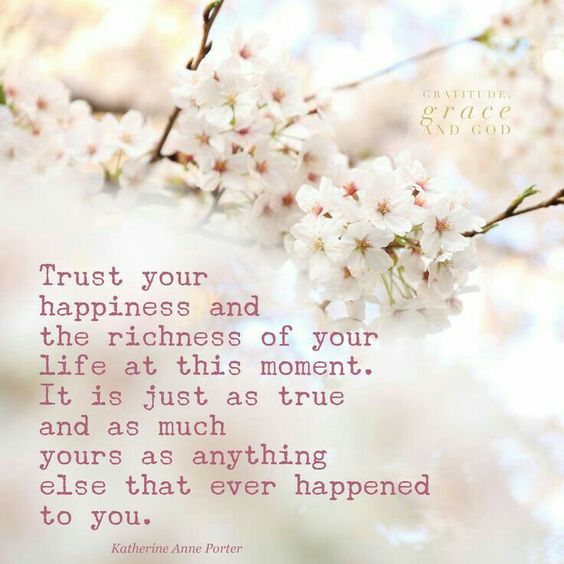 GRATITUDE,
grace
AND GOD
Trust your
happiness and
the richness of your
life at this moment.
It is just as true
and as much
yours as anything
else that ever happened
to you.
Katherine Anne Porter